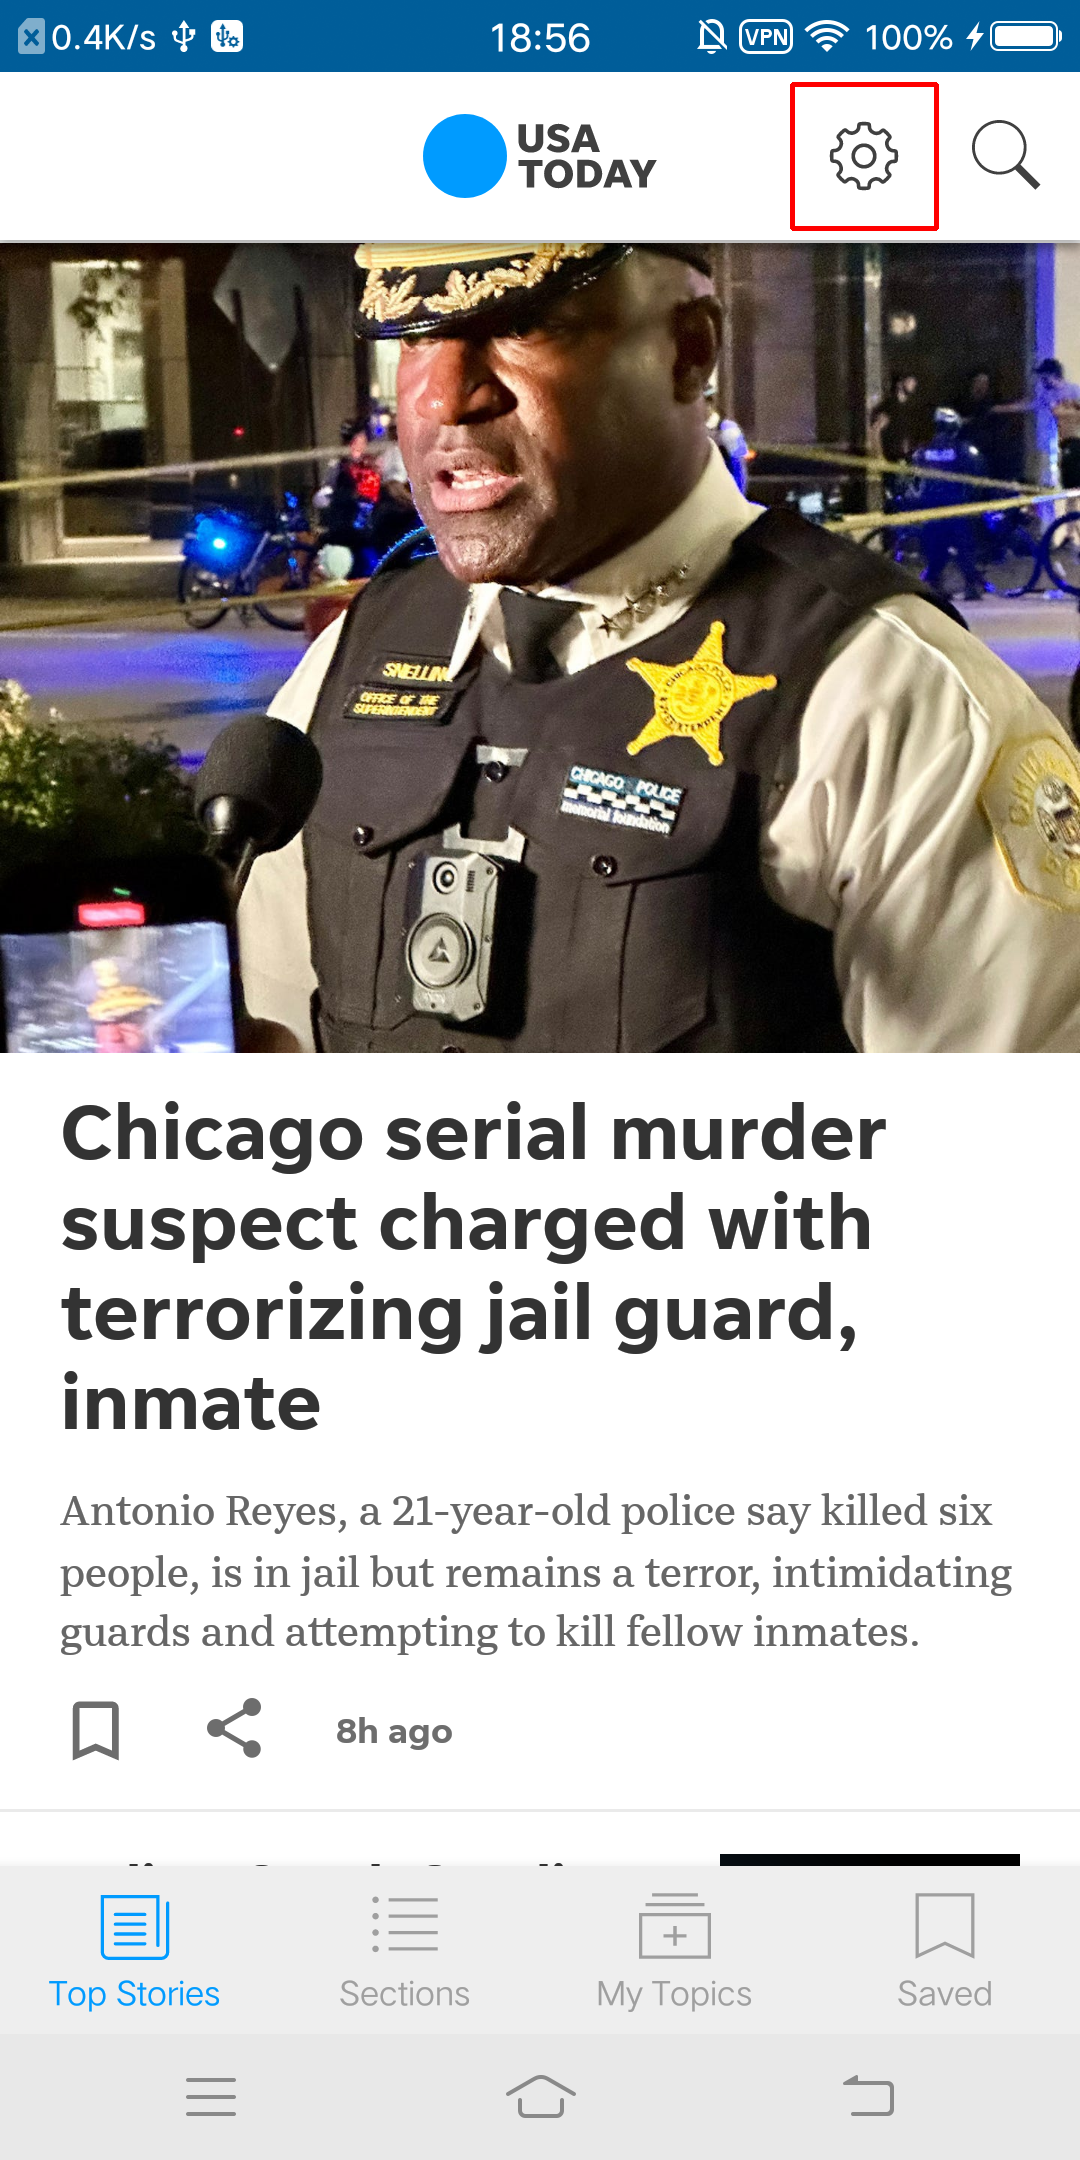 0.4K/s 18:56 VPN 100%
USA
TODAY
SNELLIN
OFFICE OF THE
SUPERINTENDENT
CHICAGO POLICE
CHICAGO POLICE
memorial foundation
Chicago serial murder
suspect charged with
terrorizing jail guard,
inmate
Antonio Reyes, a 21-year-old police say killed six
people, is in jail but remains a terror, intimidating
guards and attempting to kill fellow inmates.
8h ago
Top Stories Sections My Topics Saved